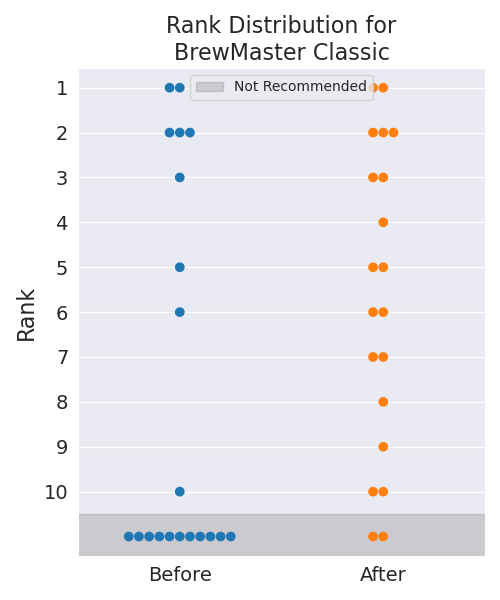 Rank Distribution for
BrewMaster Classic
Not Recommended
Rank
1
2
3
4
5
6
7
8
9
10
Before
After